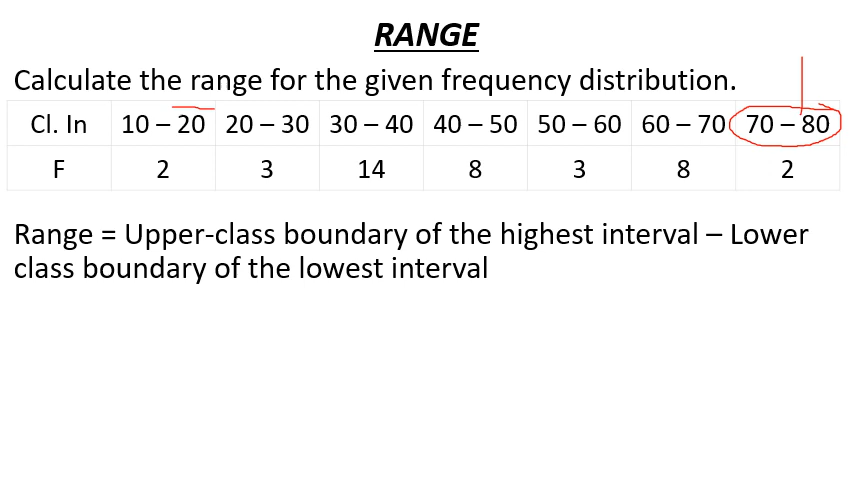 RANGE
Calculate the range for the given frequency distribution.
Cl. In 10 – 20 20 – 30 30 – 40 40 – 50 50 – 60 60 – 70 70 – 80
F 2 3 14 8 3 8 2
Range = Upper-class boundary of the highest interval – Lower
class boundary of the lowest interval